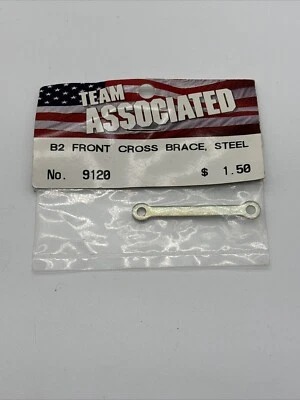 TEAM
ASSOCIATED
B2 FRONT CROSS BRACE, STEEL
No. 9120 $ 1.50